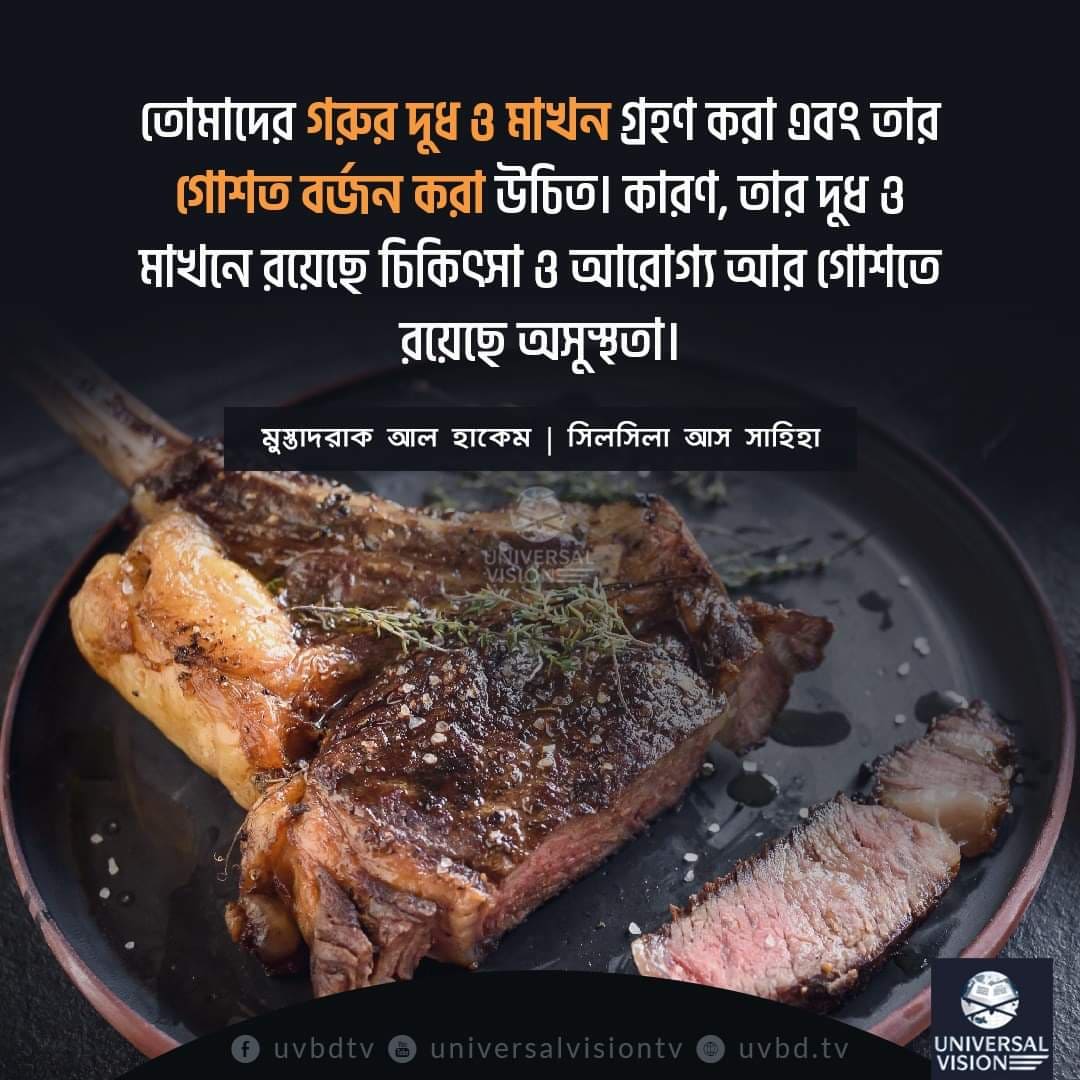 তোমাদের গরুর দুধ ও মাখন গ্রহণ করা এবং তার
গোশত বর্জন করা উচিত। কারণ, তার দুধ ও
মাখনে রয়েছে চিকিৎসা ও আরোগ্য আর গোশতে
রয়েছে অসুস্থতা।
মুস্তাদরাক আল হাকেম | সিলসিলা আস সাহিহা
UNIVERSAL
VISION
uvbdtv universalvisiontv uvbd.tv
UNIVERSAL
VISION